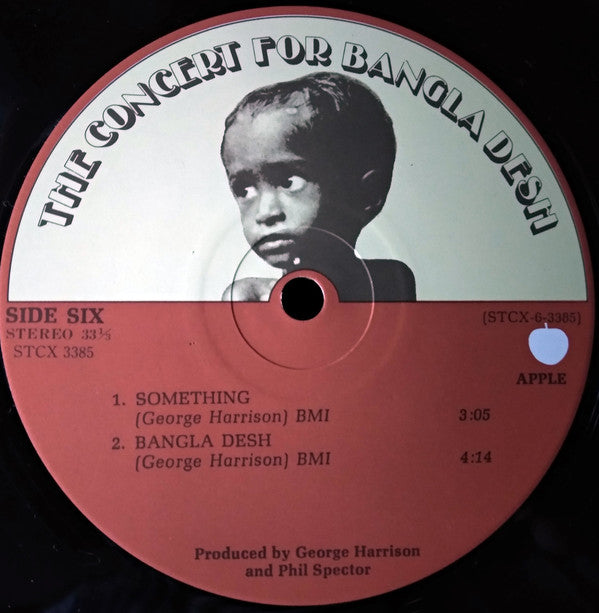 THE CONCERT FOR BANGLA DESH
SIDE SIX
STEREO 33⅓
STCX 3385
(STCX-6-3385)
APPLE
1. SOMETHING
(George Harrison) BMI 3:05
2. BANGLA DESH
(George Harrison) BMI 4:14
Produced by George Harrison
and Phil Spector